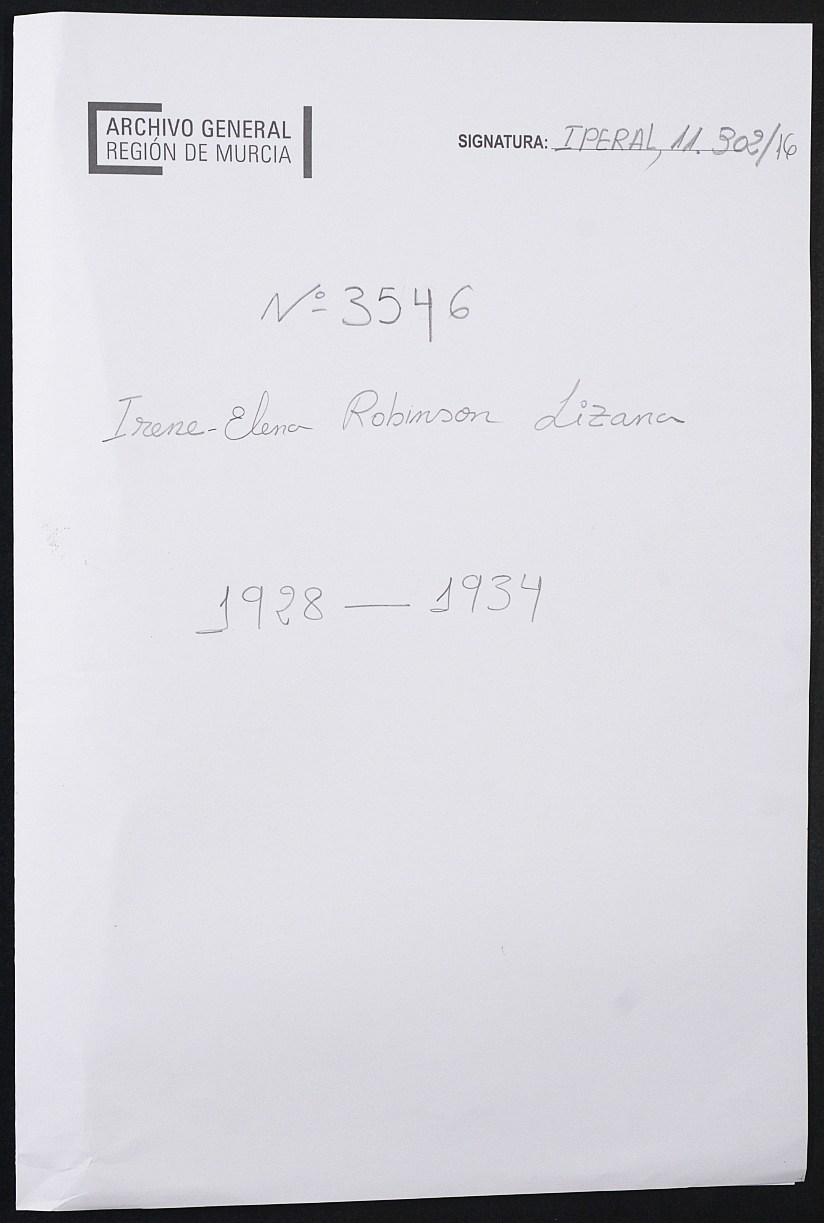 ARCHIVO GENERAL
REGIÓN DE MURCIA
SIGNATURA: IPERAL, 11.302/16
Nº 3546
Irene-Elena Robinson Lizana
1928 — 1934